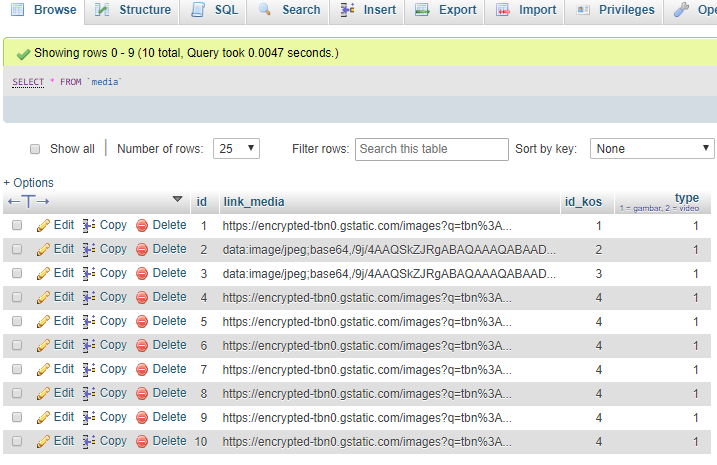 Browse Structure SQL Search Insert Export Import Privileges Ope
Showing rows 0 - 9 (10 total, Query took 0.0047 seconds.)
SELECT * FROM `media`
Show all Number of rows: 25 Filter rows: Search this table Sort by key: None
+ Options
←T→ id link_media id_kos type
1 = gambar, 2 = video
Edit Copy Delete 1 https://encrypted-tbn0.gstatic.com/images?q=tbn%3A... 1 1
Edit Copy Delete 2 data:image/jpeg;base64,/9j/4AAQSkZJRgABAQAAAQABAAD... 2 1
Edit Copy Delete 3 data:image/jpeg;base64,/9j/4AAQSkZJRgABAQAAAQABAAD... 3 1
Edit Copy Delete 4 https://encrypted-tbn0.gstatic.com/images?q=tbn%3A... 4 1
Edit Copy Delete 5 https://encrypted-tbn0.gstatic.com/images?q=tbn%3A... 4 1
Edit Copy Delete 6 https://encrypted-tbn0.gstatic.com/images?q=tbn%3A... 4 1
Edit Copy Delete 7 https://encrypted-tbn0.gstatic.com/images?q=tbn%3A... 4 1
Edit Copy Delete 8 https://encrypted-tbn0.gstatic.com/images?q=tbn%3A... 4 1
Edit Copy Delete 9 https://encrypted-tbn0.gstatic.com/images?q=tbn%3A... 4 1
Edit Copy Delete 10 https://encrypted-tbn0.gstatic.com/images?q=tbn%3A... 4 1